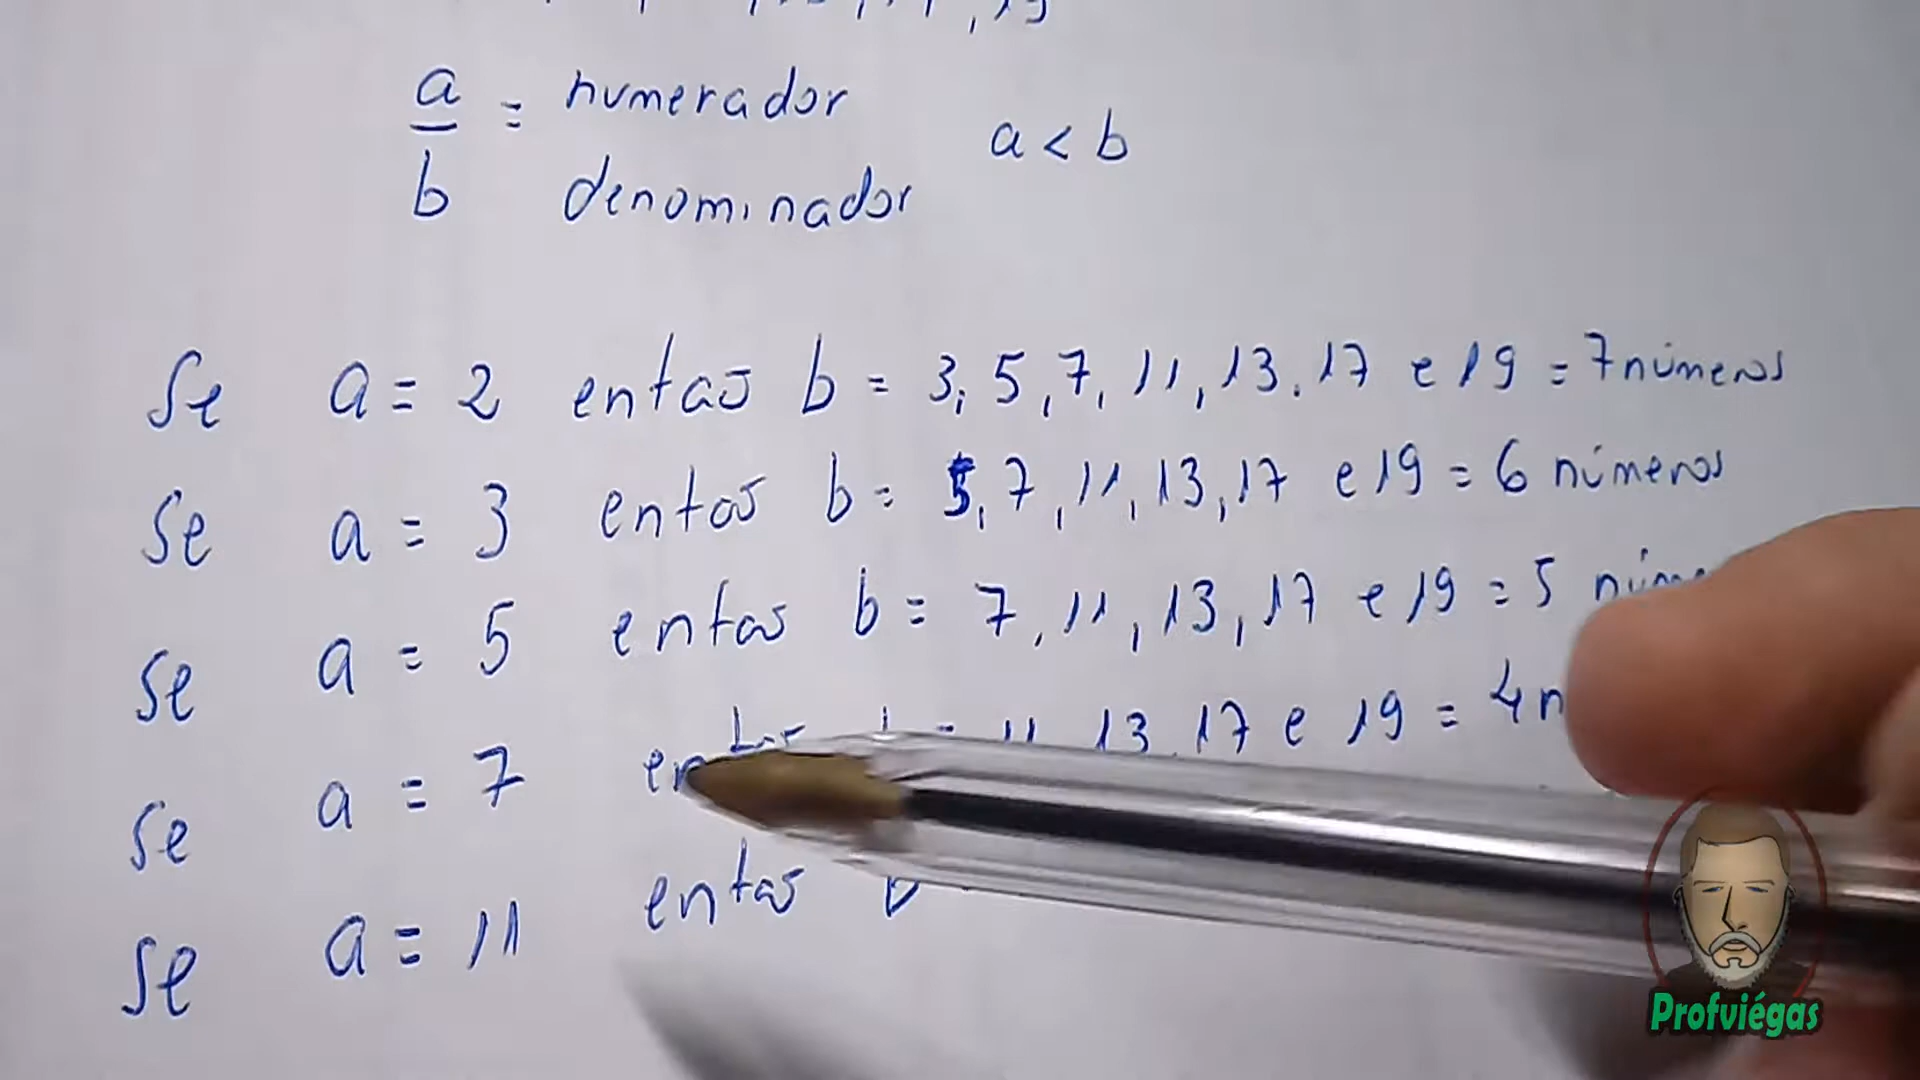 19
a = numerador
a < b
b denominador
Se a = 2 entao b = 3, 5, 7, 11, 13. 17 e 19 = 7 números
Se a = 3 entao b = 5, 7, 11, 13, 17 e 19 = 6 números
Se a = 5 entao b = 7, 11, 13, 17 e 19 = 5
Se a = 7 11 13, 17 e 19 = 4
Se a = 11 entao b
Profviégas